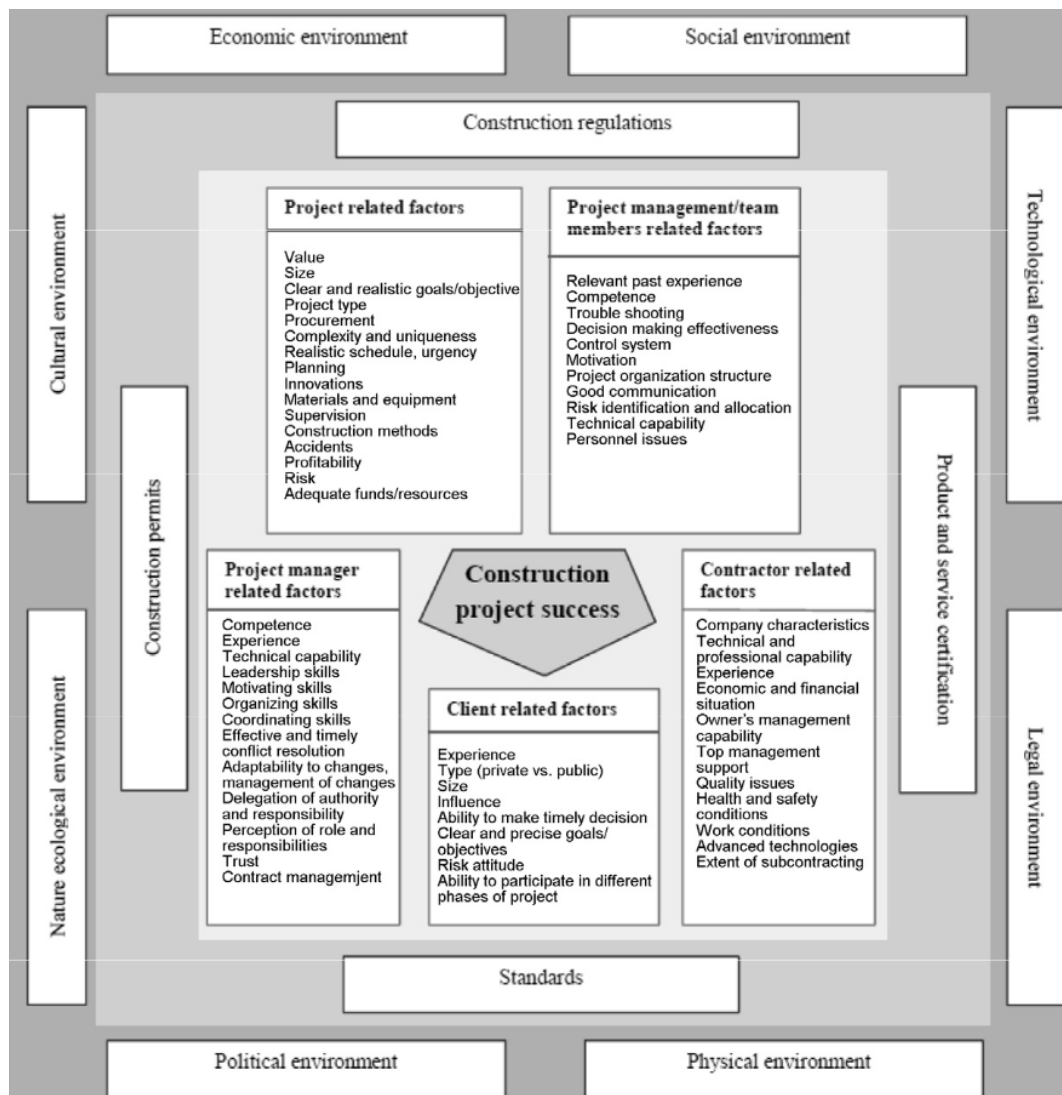 Economic environment
Social environment
Construction regulations
Cultural environment
Technological environment
Project related factors
Value
Size
Clear and realistic goals/objective
Project type
Procurement
Complexity and uniqueness
Realistic schedule, urgency
Planning
Innovations
Materials and equipment
Supervision
Construction methods
Accidents
Profitability
Risk
Adequate funds/resources
Project management/team
members related factors
Relevant past experience
Competence
Trouble shooting
Decision making effectiveness
Control system
Motivation
Project organization structure
Good communication
Risk identification and allocation
Technical capability
Personnel issues
Construction permits
Product and service certification
Project manager
related factors
Competence
Experience
Technical capability
Leadership skills
Motivating skills
Organizing skills
Coordinating skills
Effective and timely
conflict resolution
Adaptability to changes,
management of changes
Delegation of authority
and responsibility
Perception of role and
responsibilities
Trust
Contract managemjent
Construction
project success
Client related factors
Experience
Type (private vs. public)
Size
Influence
Ability to make timely decision
Clear and precise goals/
objectives
Risk attitude
Ability to participate in different
phases of project
Contractor related
factors
Company characteristics
Technical and
professional capability
Experience
Economic and financial
situation
Owner's management
capability
Top management
support
Quality issues
Health and safety
conditions
Work conditions
Advanced technologies
Extent of subcontracting
Nature ecological environment
Legal environment
Standards
Political environment
Physical environment